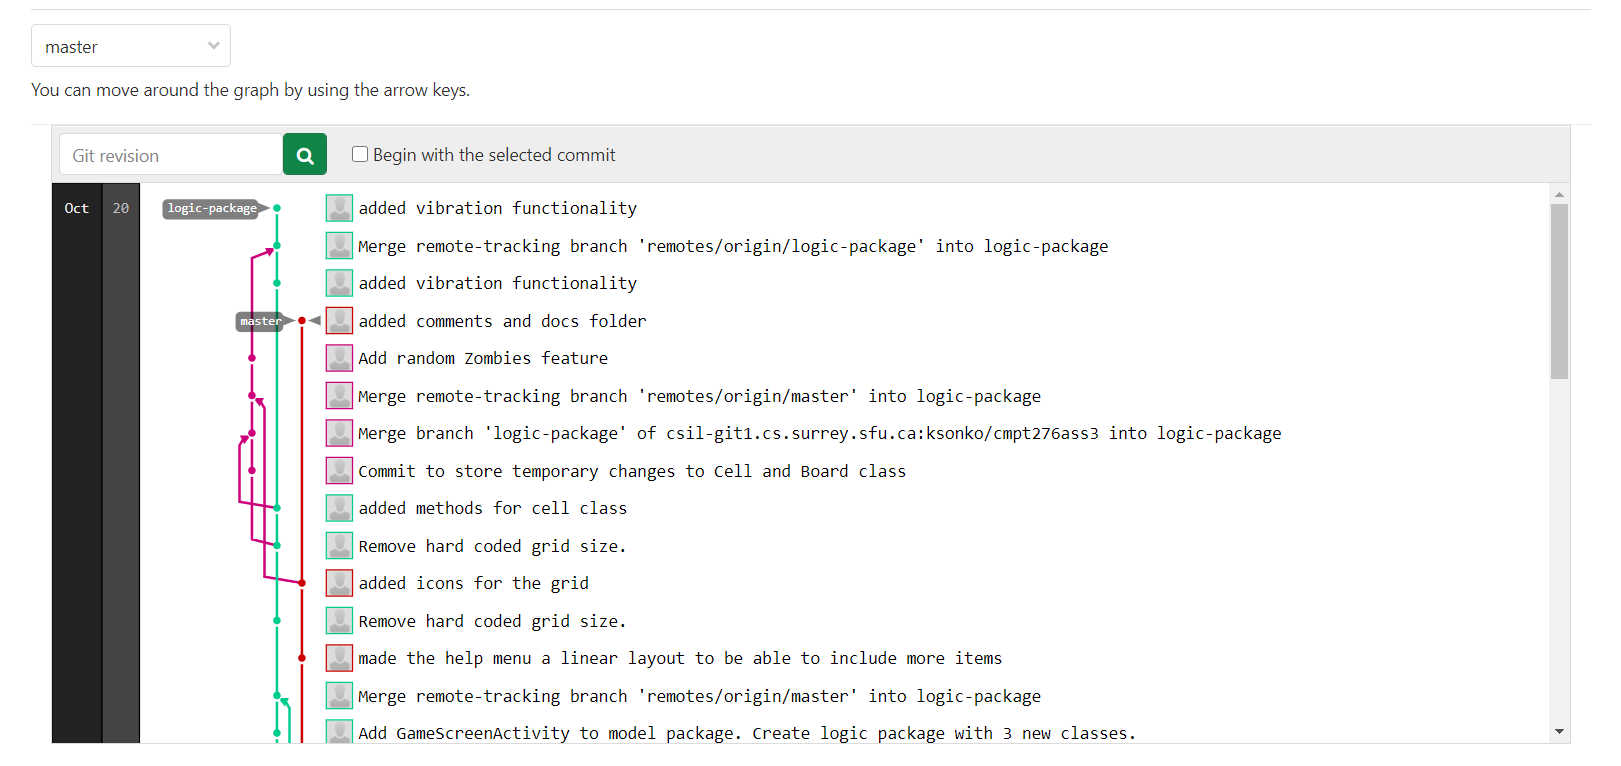 master
You can move around the graph by using the arrow keys.
Git revision
Begin with the selected commit
Oct 20 logic-package added vibration functionality
Merge remote-tracking branch 'remotes/origin/logic-package' into logic-package
added vibration functionality
master added comments and docs folder
Add random Zombies feature
Merge remote-tracking branch 'remotes/origin/master' into logic-package
Merge branch 'logic-package' of csil-git1.cs.surrey.sfu.ca:ksonko/cmpt276ass3 into logic-package
Commit to store temporary changes to Cell and Board class
added methods for cell class
Remove hard coded grid size.
added icons for the grid
Remove hard coded grid size.
made the help menu a linear layout to be able to include more items
Merge remote-tracking branch 'remotes/origin/master' into logic-package
Add GameScreenActivity to model package. Create logic package with 3 new classes.